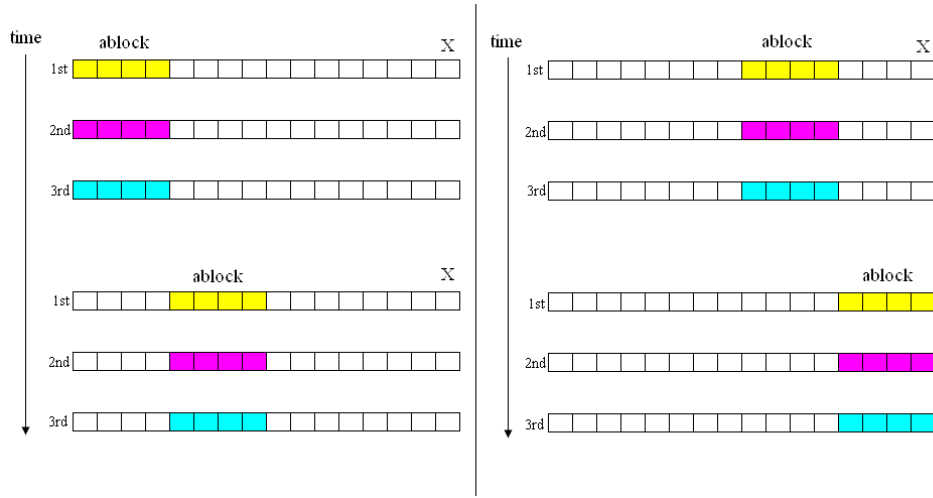 time
ablock
X
1st
2nd
3rd
ablock
X
1st
2nd
3rd
time
ablock
X
1st
2nd
3rd
ablock
1st
2nd
3rd